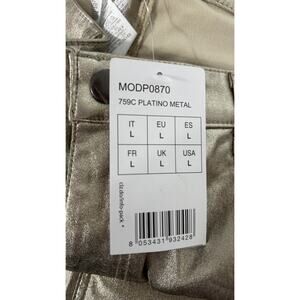 MODP0870
759C PLATINO METAL
IT EU ES
L L L
FR UK USA
L L L
8 053431 932428